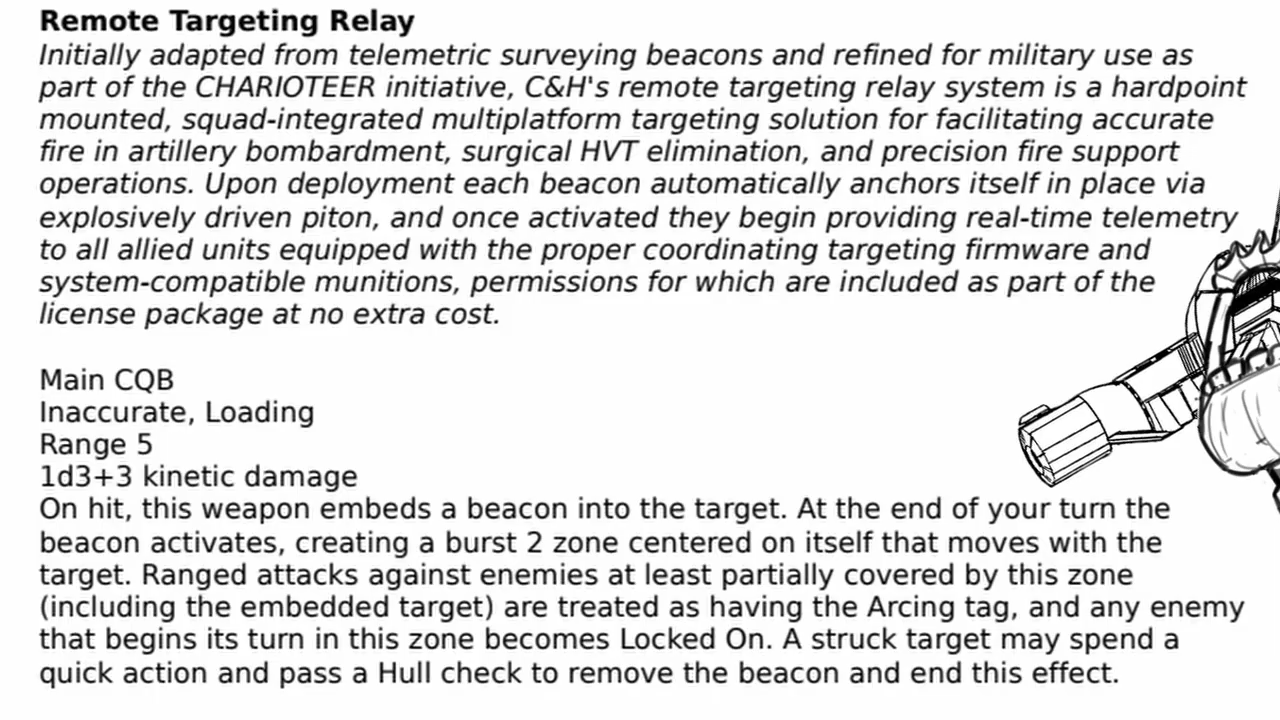 Remote Targeting Relay
Initially adapted from telemetric surveying beacons and refined for military use as
part of the CHARIOTEER initiative, C&H's remote targeting relay system is a hardpoint
mounted, squad-integrated multiplatform targeting solution for facilitating accurate
fire in artillery bombardment, surgical HVT elimination, and precision fire support
operations. Upon deployment each beacon automatically anchors itself in place via
explosively driven piton, and once activated they begin providing real-time telemetry
to all allied units equipped with the proper coordinating targeting firmware and
system-compatible munitions, permissions for which are included as part of the
license package at no extra cost.
Main CQB
Inaccurate, Loading
Range 5
1d3+3 kinetic damage
On hit, this weapon embeds a beacon into the target. At the end of your turn the
beacon activates, creating a burst 2 zone centered on itself that moves with the
target. Ranged attacks against enemies at least partially covered by this zone
(including the embedded target) are treated as having the Arcing tag, and any enemy
that begins its turn in this zone becomes Locked On. A struck target may spend a
quick action and pass a Hull check to remove the beacon and end this effect.